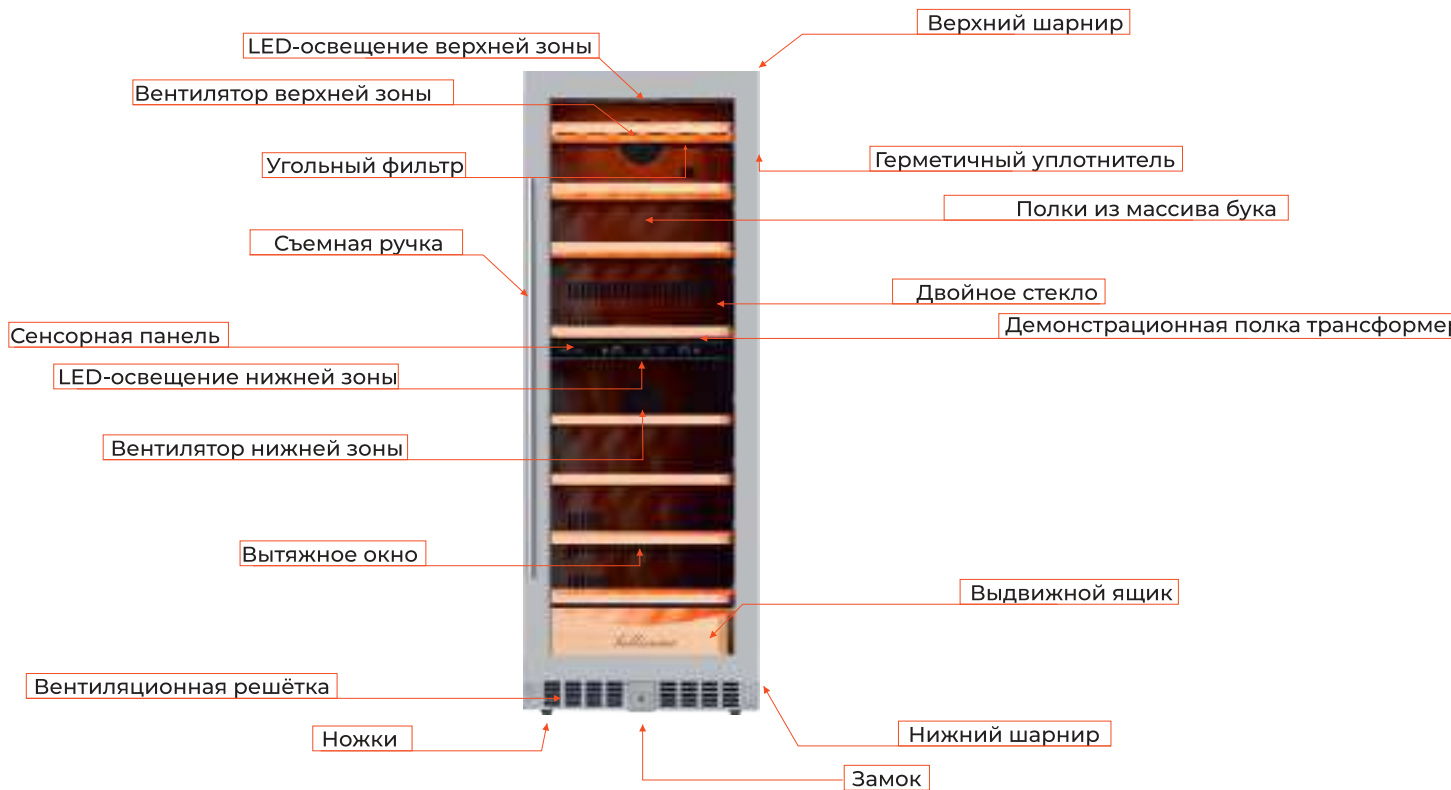 Верхний шарнир
LED-освещение верхней зоны
Вентилятор верхней зоны
Угольный фильтр
Герметичный уплотнитель
Полки из массива бука
Съемная ручка
Двойное стекло
Демонстрационная полка трансформер
Сенсорная панель
LED-освещение нижней зоны
Вентилятор нижней зоны
Вытяжное окно
Выдвижной ящик
Вентиляционная решётка
Ножки
Нижний шарнир
Замок